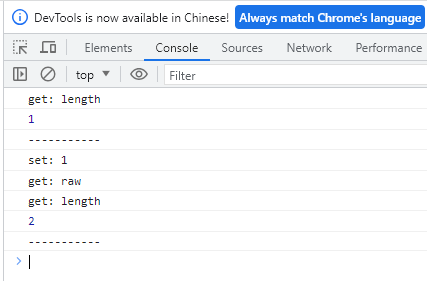 DevTools is now available in Chinese! Always match Chrome's language
Elements Console Sources Network Performance
top Filter
get: length
1
-----------
set: 1
get: raw
get: length
2
-----------
>